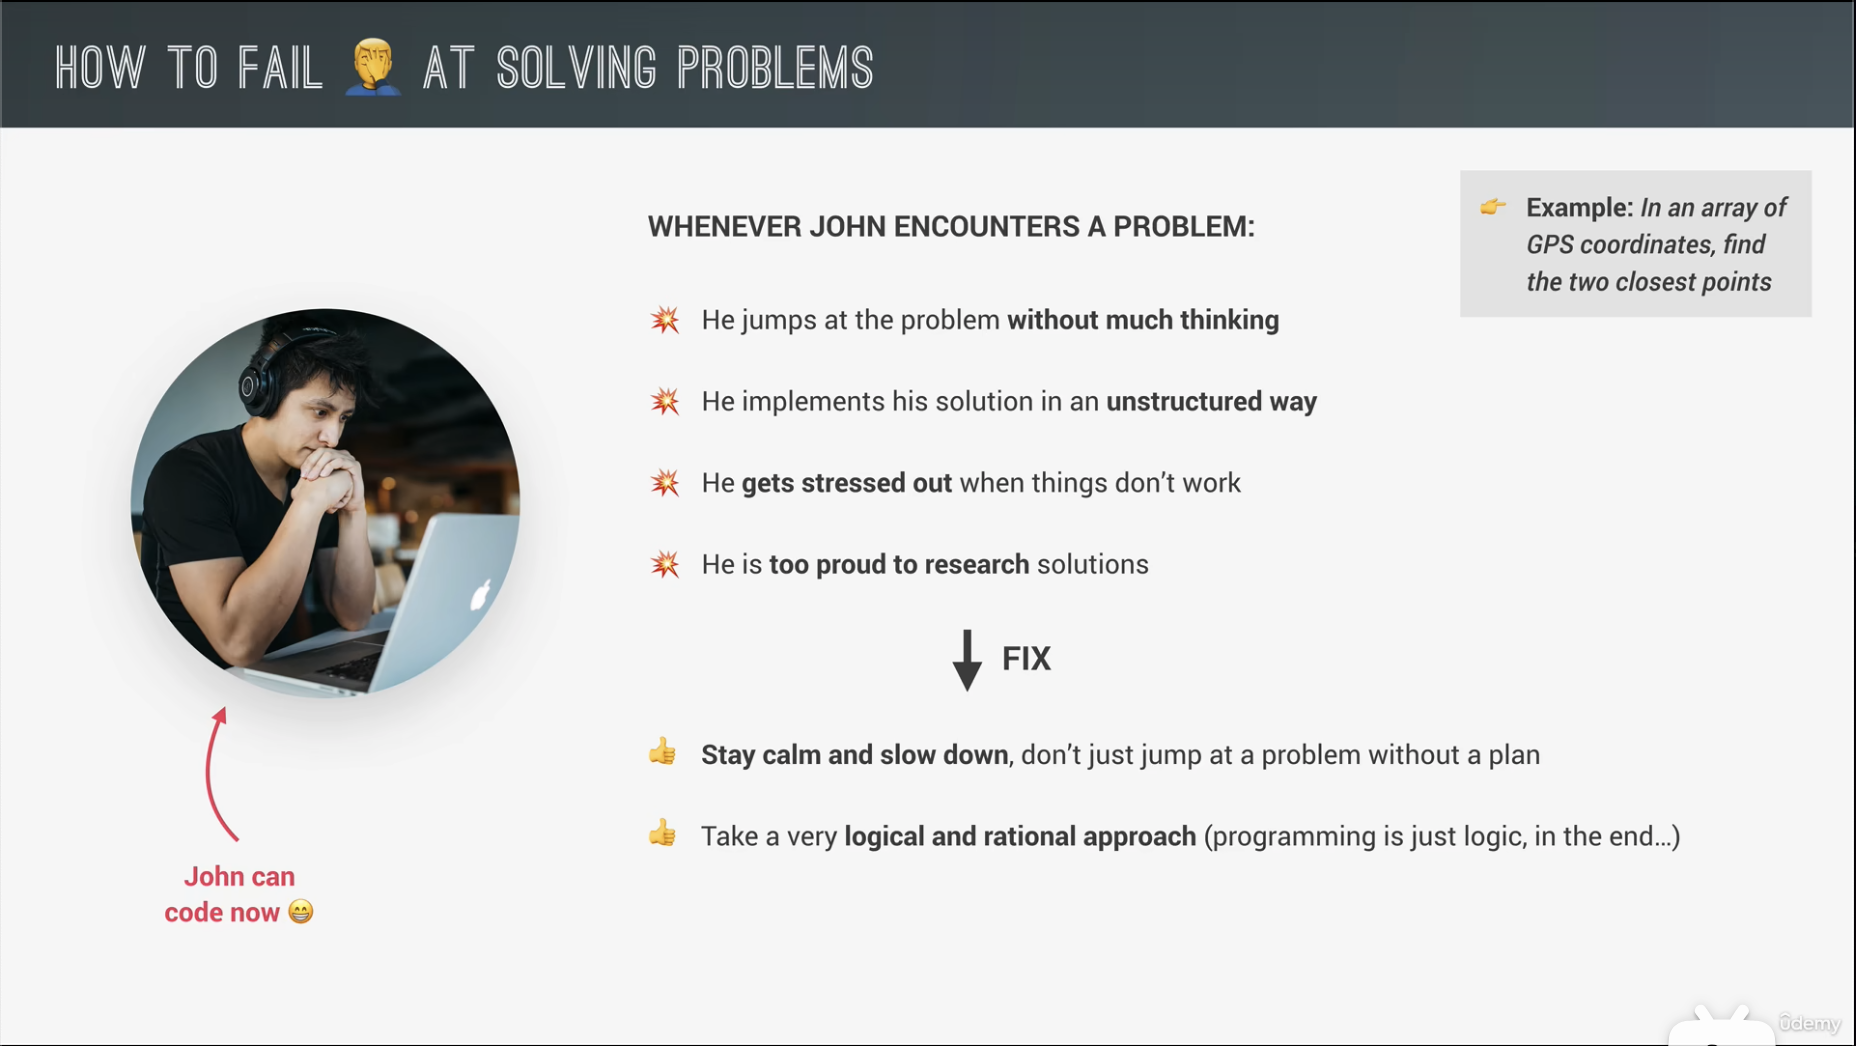 HOW TO FAIL 🤦‍♂️ AT SOLVING PROBLEMS
👉 Example: In an array of
GPS coordinates, find
the two closest points
WHENEVER JOHN ENCOUNTERS A PROBLEM:
💥 He jumps at the problem without much thinking
💥 He implements his solution in an unstructured way
💥 He gets stressed out when things don’t work
💥 He is too proud to research solutions
FIX
👍 Stay calm and slow down, don’t just jump at a problem without a plan
👍 Take a very logical and rational approach (programming is just logic, in the end…)
John can
code now 😁
ûdemy